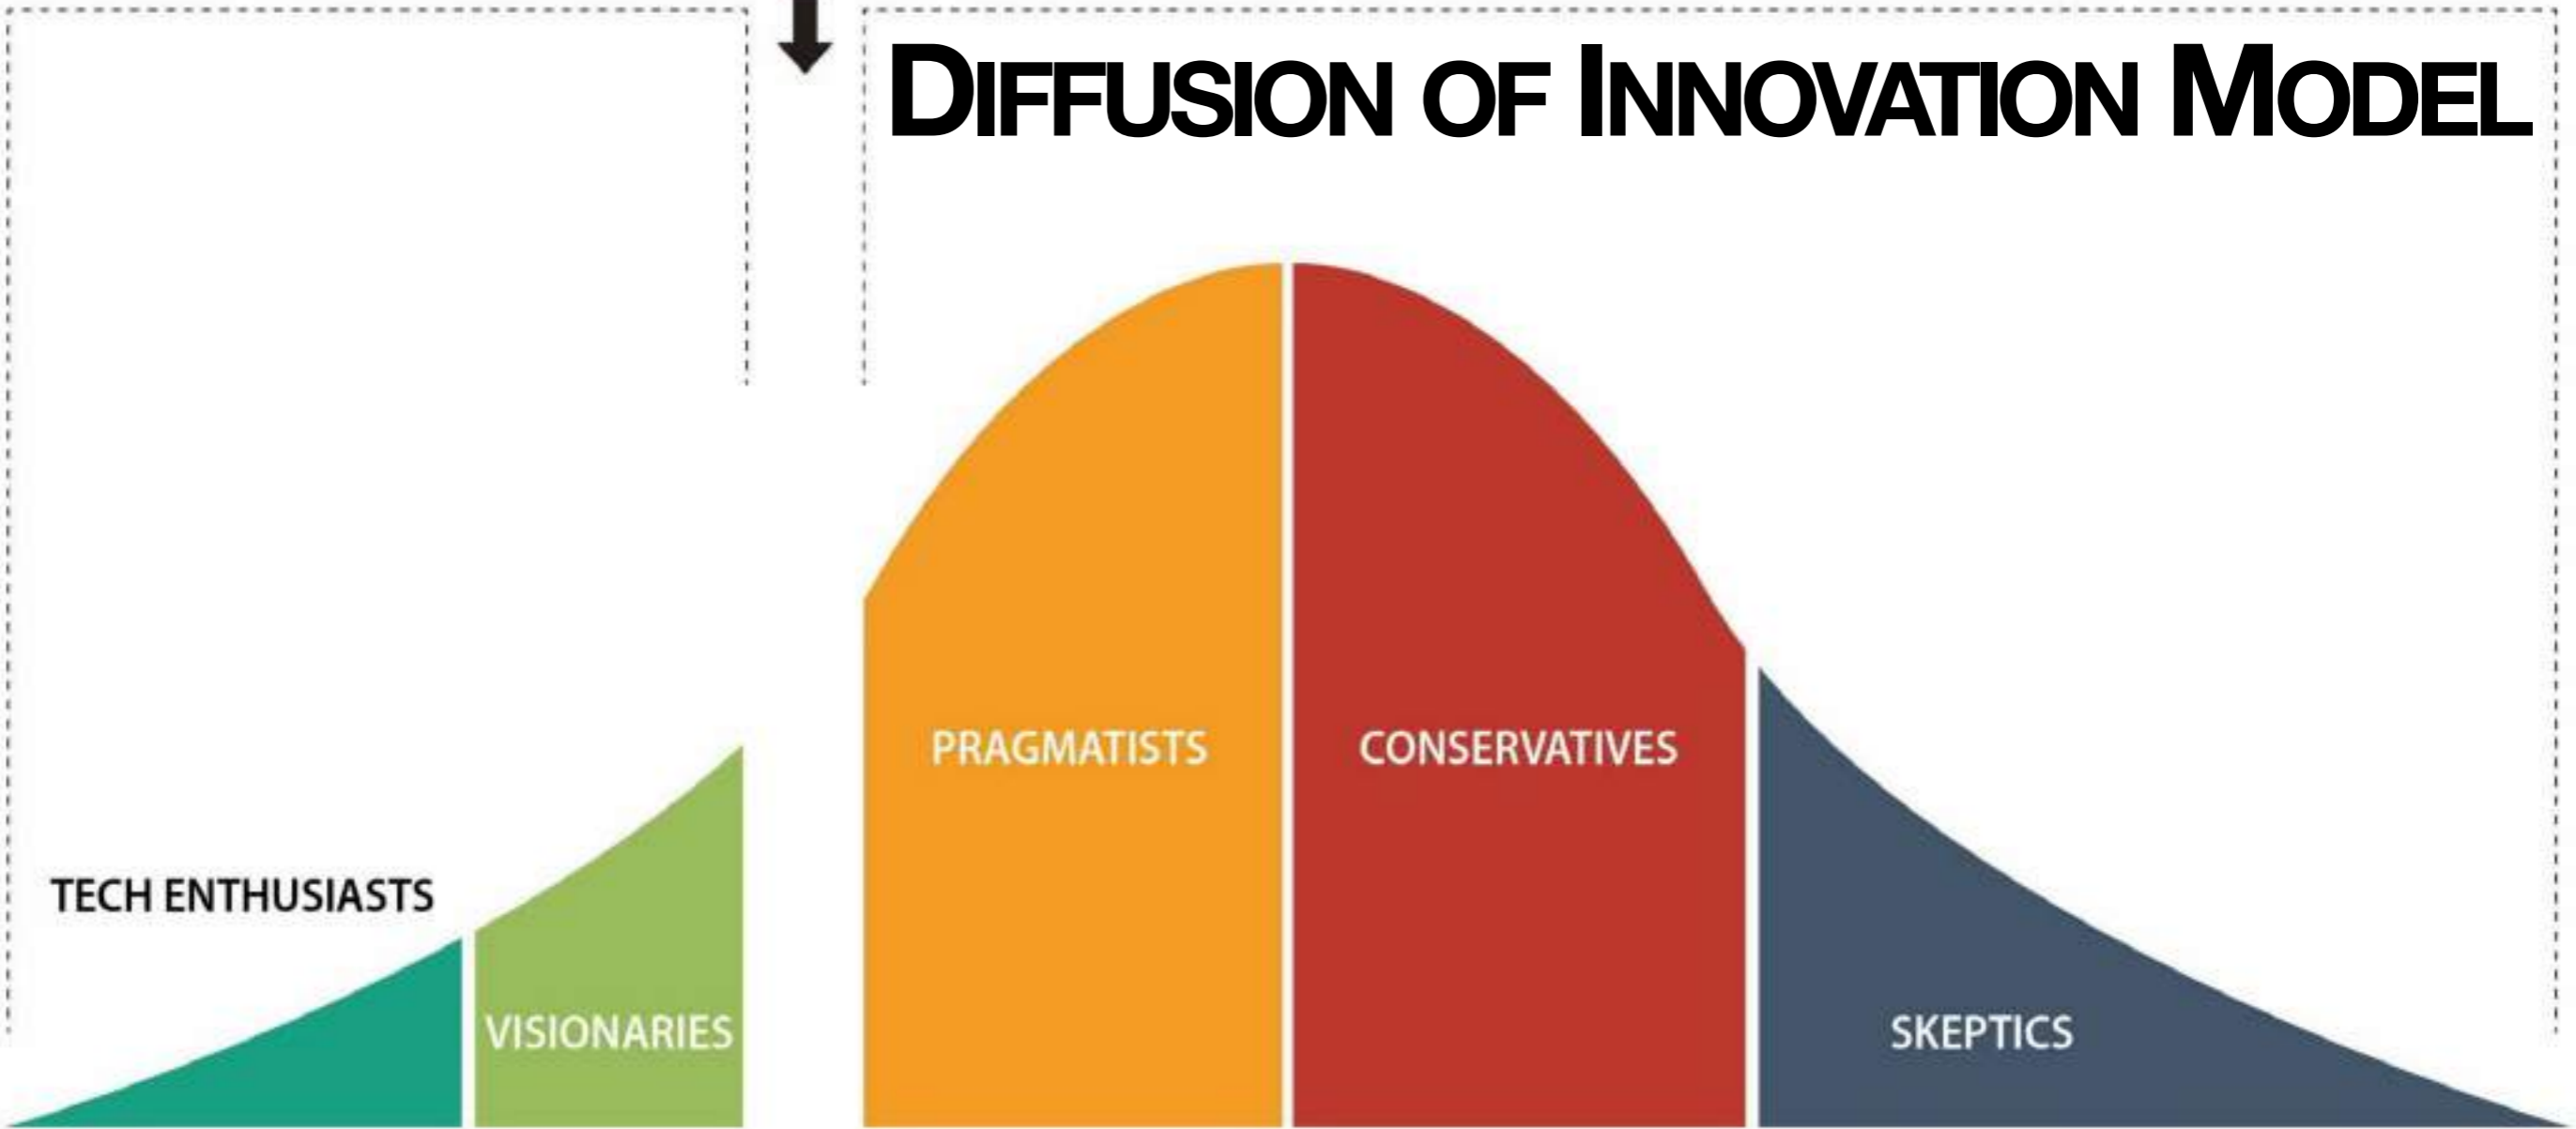 DIFFUSION OF INNOVATION MODEL
PRAGMATISTS
CONSERVATIVES
TECH ENTHUSIASTS
VISIONARIES
SKEPTICS